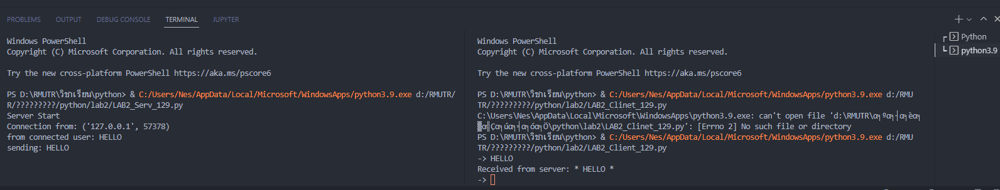 PROBLEMS OUTPUT DEBUG CONSOLE TERMINAL JUPYTER
Windows PowerShell
Copyright (C) Microsoft Corporation. All rights reserved.
Try the new cross-platform PowerShell https://aka.ms/pscore6
PS D:\RMUTR\วิชาเรียน\python> & C:/Users/Nes/AppData/Local/Microsoft/WindowsApps/python3.9.exe d:/RMUTR/
R/?????????/python/lab2/LAB2_Serv_129.py
Server Start
Connection from: ('127.0.0.1', 57378)
from connected user: HELLO
sending: HELLO
Windows PowerShell
Copyright (C) Microsoft Corporation. All rights reserved.
Try the new cross-platform PowerShell https://aka.ms/pscore6
PS D:\RMUTR\วิชาเรียน\python> & C:/Users/Nes/AppData/Local/Microsoft/WindowsApps/python3.9.exe d:/RMU
TR/?????????/python/lab2/LAB2_Clinet_129.py
C:\Users\Nes\AppData\Local\Microsoft\WindowsApps\python3.9.exe: can't open file 'd:\RMUTR\
\python\lab2\LAB2_Clinet_129.py': [Errno 2] No such file or directory
PS D:\RMUTR\วิชาเรียน\python> & C:/Users/Nes/AppData/Local/Microsoft/WindowsApps/python3.9.exe d:/RMU
TR/?????????/python/lab2/LAB2_Client_129.py
-> HELLO
Received from server: * HELLO *
->
Python
python3.9